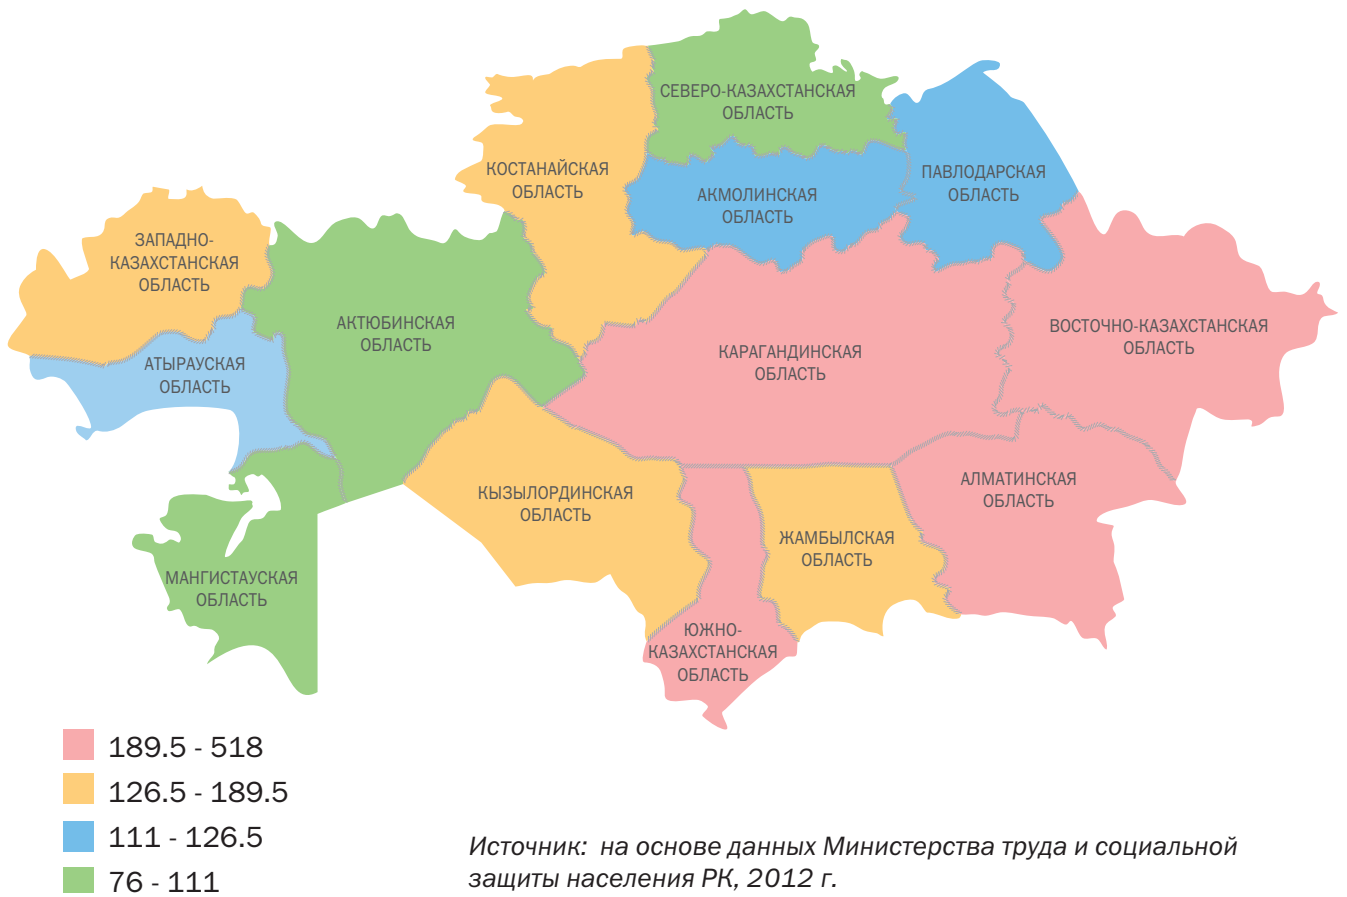 СЕВЕРО-КАЗАХСТАНСКАЯ
ОБЛАСТЬ
КОСТАНАЙСКАЯ
ОБЛАСТЬ
АКМОЛИНСКАЯ
ОБЛАСТЬ
ПАВЛОДАРСКАЯ
ОБЛАСТЬ
ЗАПАДНО-
КАЗАХСТАНСКАЯ
ОБЛАСТЬ
АКТЮБИНСКАЯ
ОБЛАСТЬ
АТЫРАУСКАЯ
ОБЛАСТЬ
КАРАГАНДИНСКАЯ
ОБЛАСТЬ
ВОСТОЧНО-КАЗАХСТАНСКАЯ
ОБЛАСТЬ
КЫЗЫЛОРДИНСКАЯ
ОБЛАСТЬ
АЛМАТИНСКАЯ
ОБЛАСТЬ
ЖАМБЫЛСКАЯ
ОБЛАСТЬ
МАНГИСТАУСКАЯ
ОБЛАСТЬ
ЮЖНО-
КАЗАХСТАНСКАЯ
ОБЛАСТЬ
189.5 - 518
126.5 - 189.5
111 - 126.5
76 - 111
Источник: на основе данных Министерства труда и социальной
защиты населения РК, 2012 г.